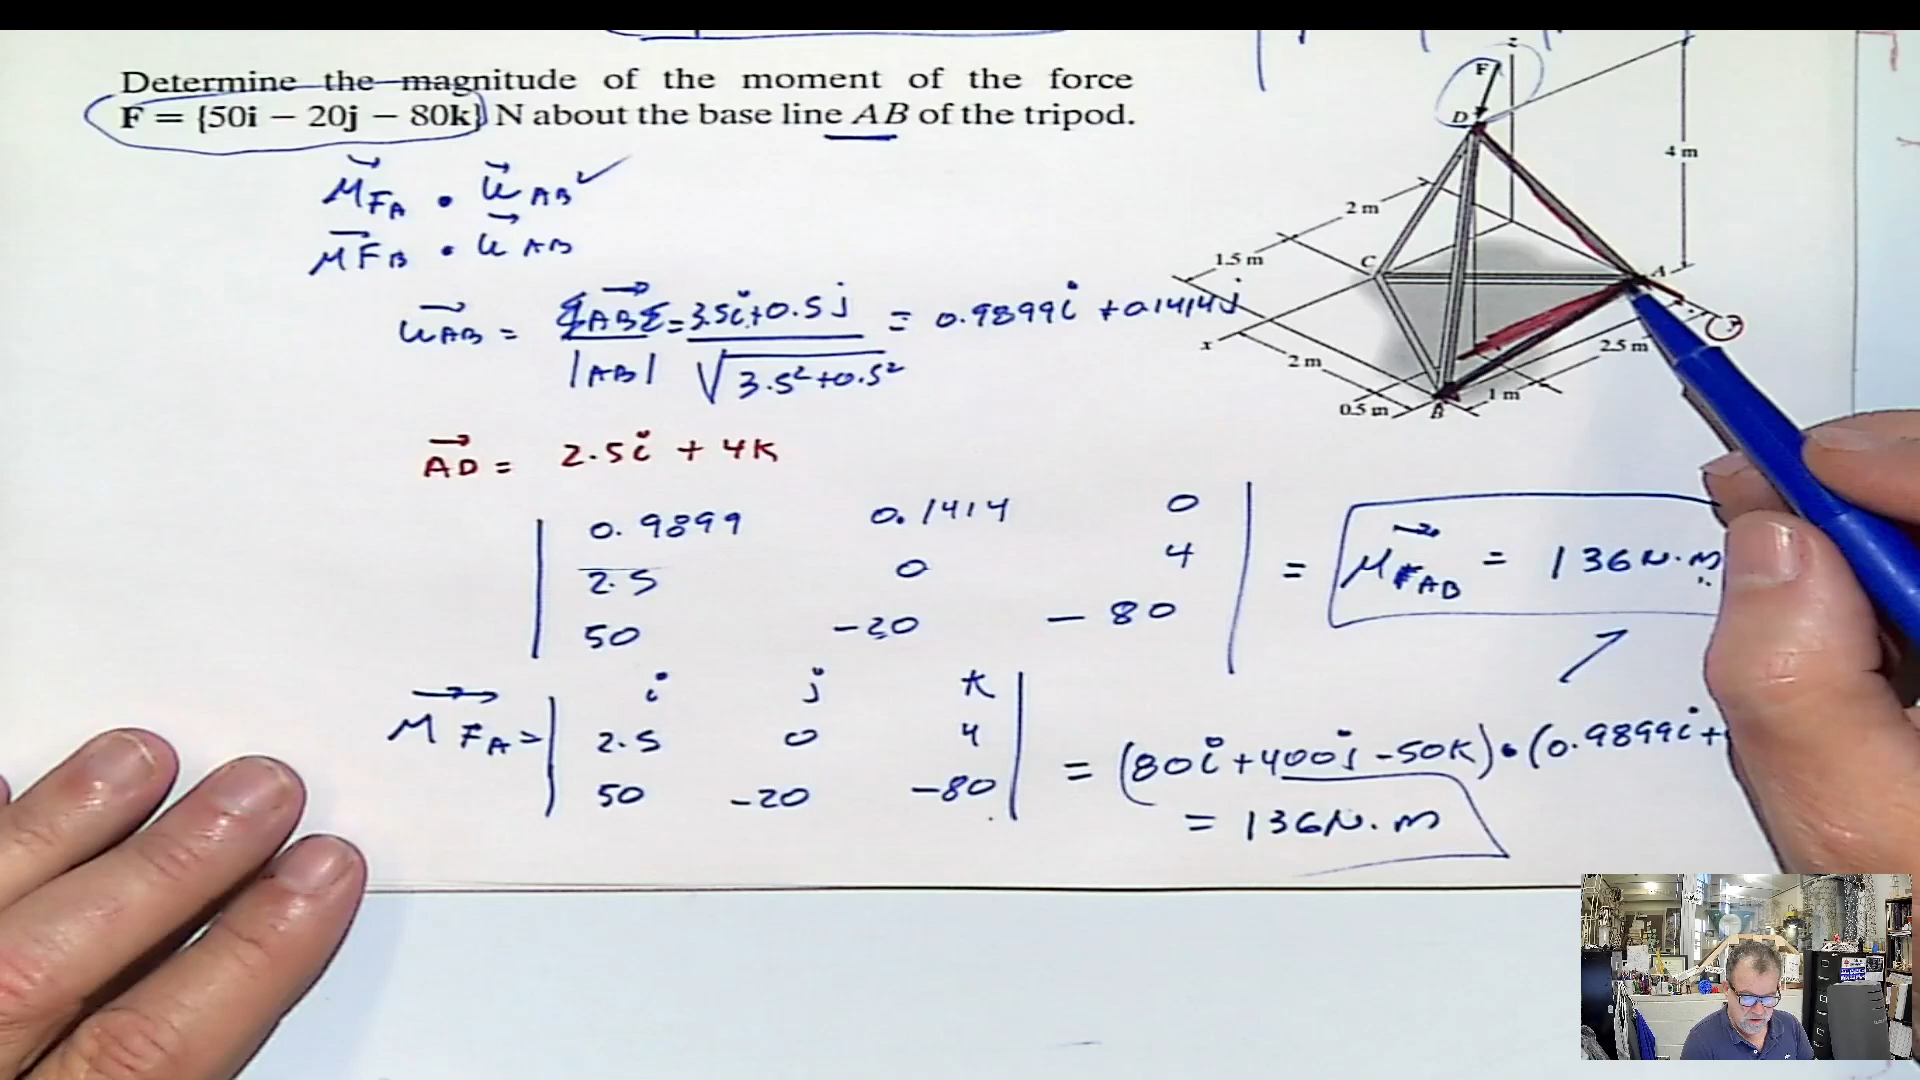 Determine the magnitude of the moment of the force
F = {50i – 20j – 80k} N about the base line AB of the tripod.
M FA • u AB ✓
M FB • u AB
u AB = {AB} / |AB| = 3.5i + 0.5j / √3.5² + 0.5² = 0.9899i + 0.1414j
AD = 2.5i + 4k
| 0.9899 0.1414 0 |
| 2.5 0 4 | = M FAB = 136 N.m
| 50 -20 -80 |
M FA = | i j k |
| 2.5 0 4 | = (80i + 400j - 50k) • (0.9899i +
| 50 -20 -80 |
= 136 N.m
z
F
D
4 m
2 m
1.5 m
C
A
x
y
2 m
2.5 m
0.5 m
B
1 m